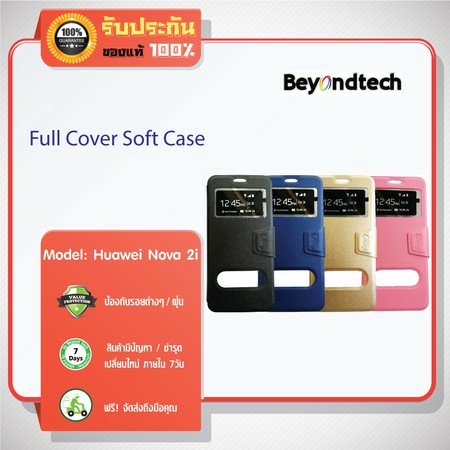 100%
GUARANTEE
รับประกัน
ของแท้ 100%
Beyondtech
Full Cover Soft Case
Model: Huawei Nova 2i
VALUE
PROTECTION
ป้องกันรอยต่างๆ / ฝุ่น
7
Days
สินค้ามีปัญหา / ชำรุด
เปลี่ยนใหม่ ภายใน 7วัน
ฟรี! จัดส่งถึงมือคุณ
12:45
12:45
12:45
12:45